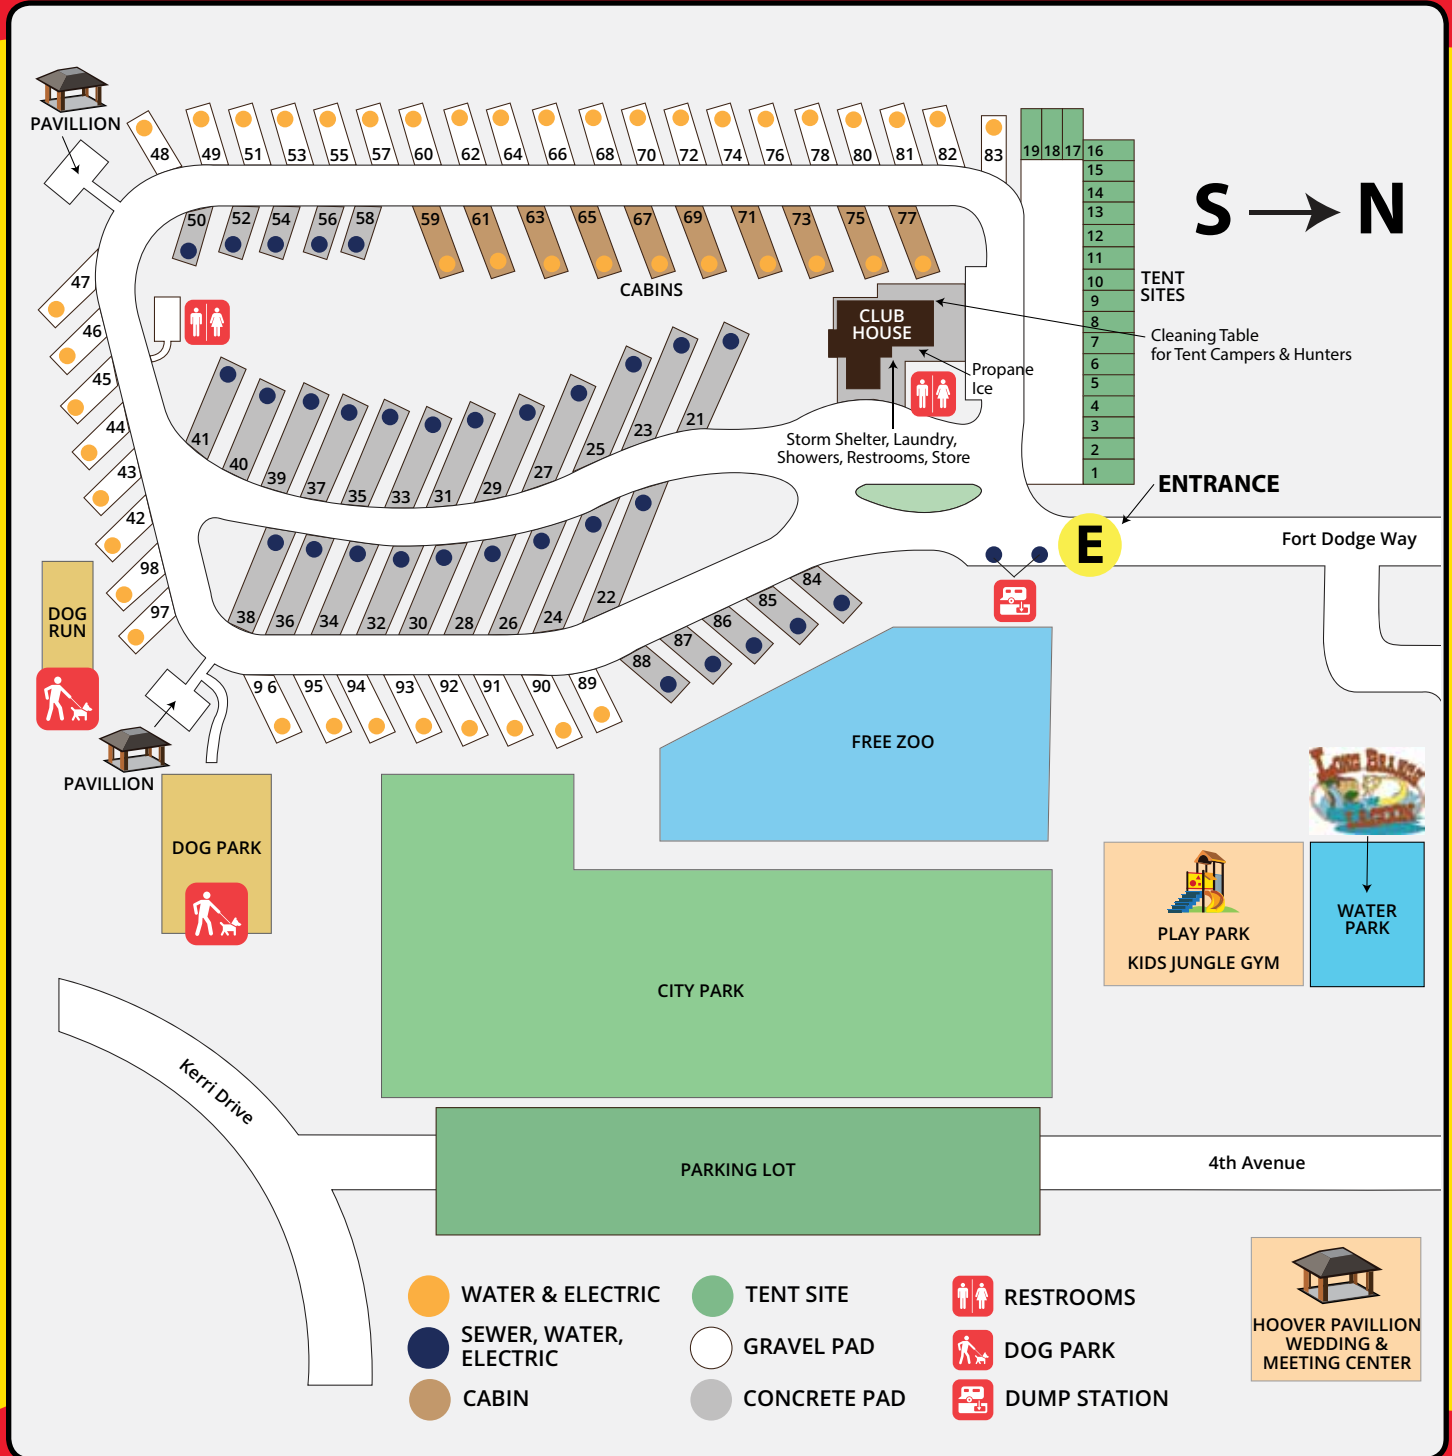 PAVILLION
48
49
51
53
55
57
60
62
64
66
68
70
72
74
76
78
80
81
82
83
19
18
17
16
15
14
13
12
11
10
9
8
7
6
5
4
3
2
1
TENT
SITES
S
N
50
52
54
56
58
59
61
63
65
67
69
71
73
75
77
CABINS
CLUB
HOUSE
Cleaning Table
for Tent Campers & Hunters
Propane
Ice
Storm Shelter, Laundry,
Showers, Restrooms, Store
47
46
45
44
43
42
98
97
41
40
39
37
35
33
31
29
27
25
23
21
ENTRANCE
E
Fort Dodge Way
38
36
34
32
30
28
26
24
22
84
85
86
87
88
DOG
RUN
9 6
95
94
93
92
91
90
89
PAVILLION
FREE ZOO
DOG PARK
LONG BRANCH
LAGOON
PLAY PARK
KIDS JUNGLE GYM
WATER
PARK
CITY PARK
Kerri Drive
PARKING LOT
4th Avenue
WATER & ELECTRIC
SEWER, WATER,
ELECTRIC
CABIN
TENT SITE
GRAVEL PAD
CONCRETE PAD
RESTROOMS
DOG PARK
DUMP STATION
HOOVER PAVILLION
WEDDING &
MEETING CENTER